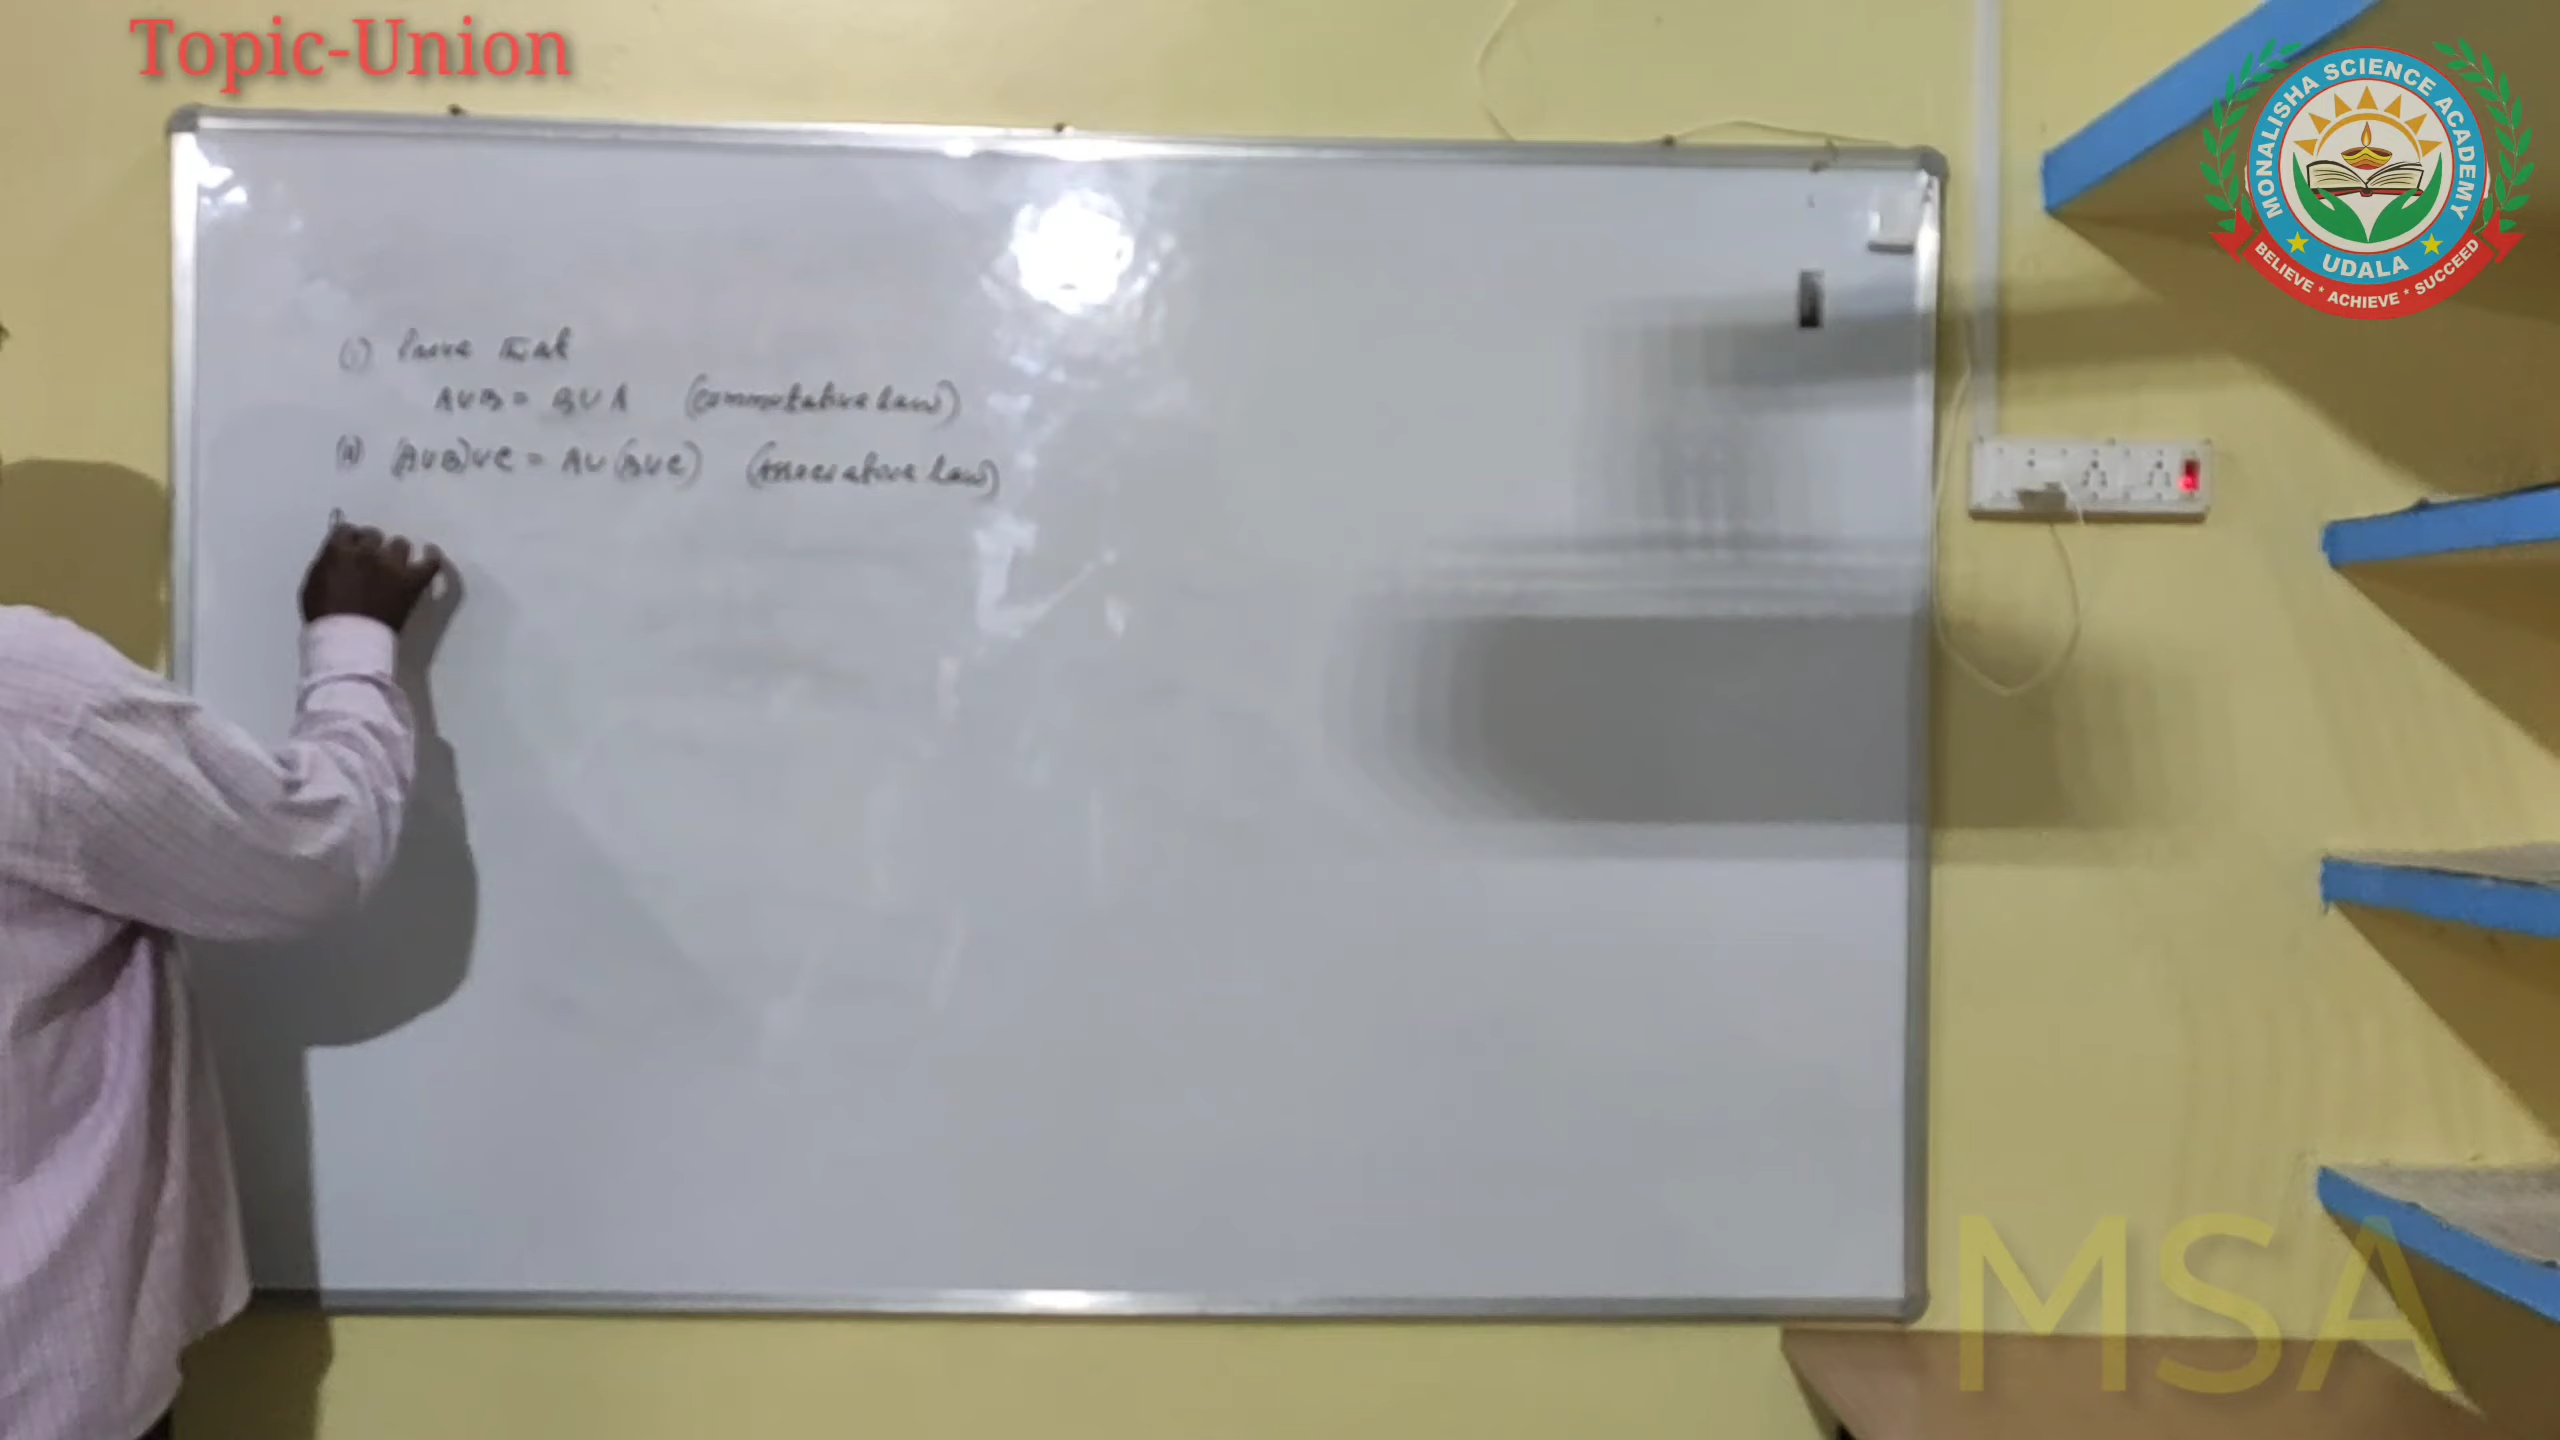 Topic-Union
MONALISHA SCIENCE ACADEMY
UDALA
BELIEVE * ACHIEVE * SUCCEED
(i) Prove that
A∪B = B∪A (commutative law)
(ii) (A∪B)∪C = A∪(B∪C) (Associative law)
MSA